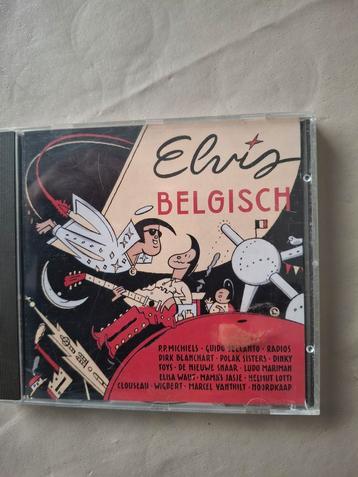 Elvis
BELGISCH
P.P. MICHIELS · GUIDO BELCANTO · RADIOS
DIRK BLANCHART · POLAK SISTERS · DINKY
TOYS · DE NIEUWE SNAAR · LUDO MARIMAN
ELISA WAUT · MAMA'S JASJE · HELMUT LOTTI
CLOUSEAU · WIGBERT · MARCEL VANTHILT · NOORDKAAP